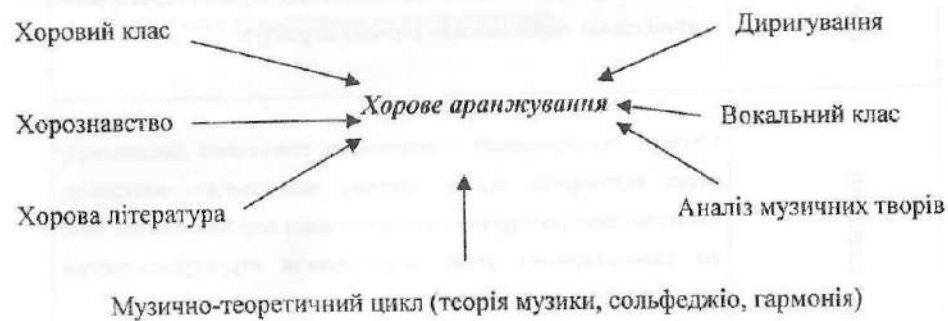 Хоровий клас Диригування
Хорове аранжування
Хорознавство Вокальний клас
Хорова література Аналіз музичних творів
Музично-теоретичний цикл (теорія музики, сольфеджіо, гармонія)